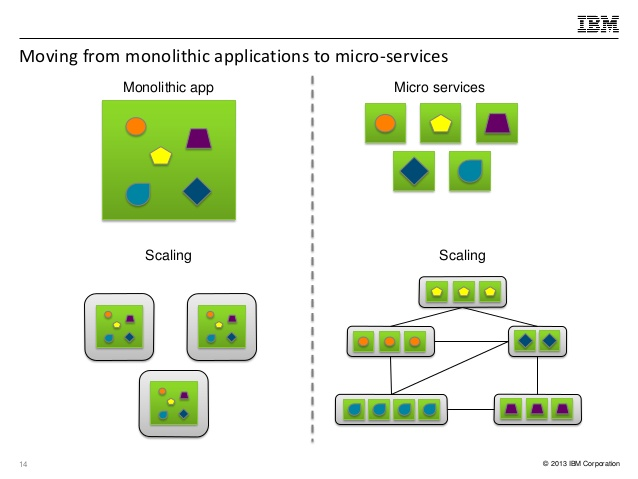 IBM
Moving from monolithic applications to micro-services
Monolithic app
Micro services
Scaling
Scaling
14
© 2013 IBM Corporation